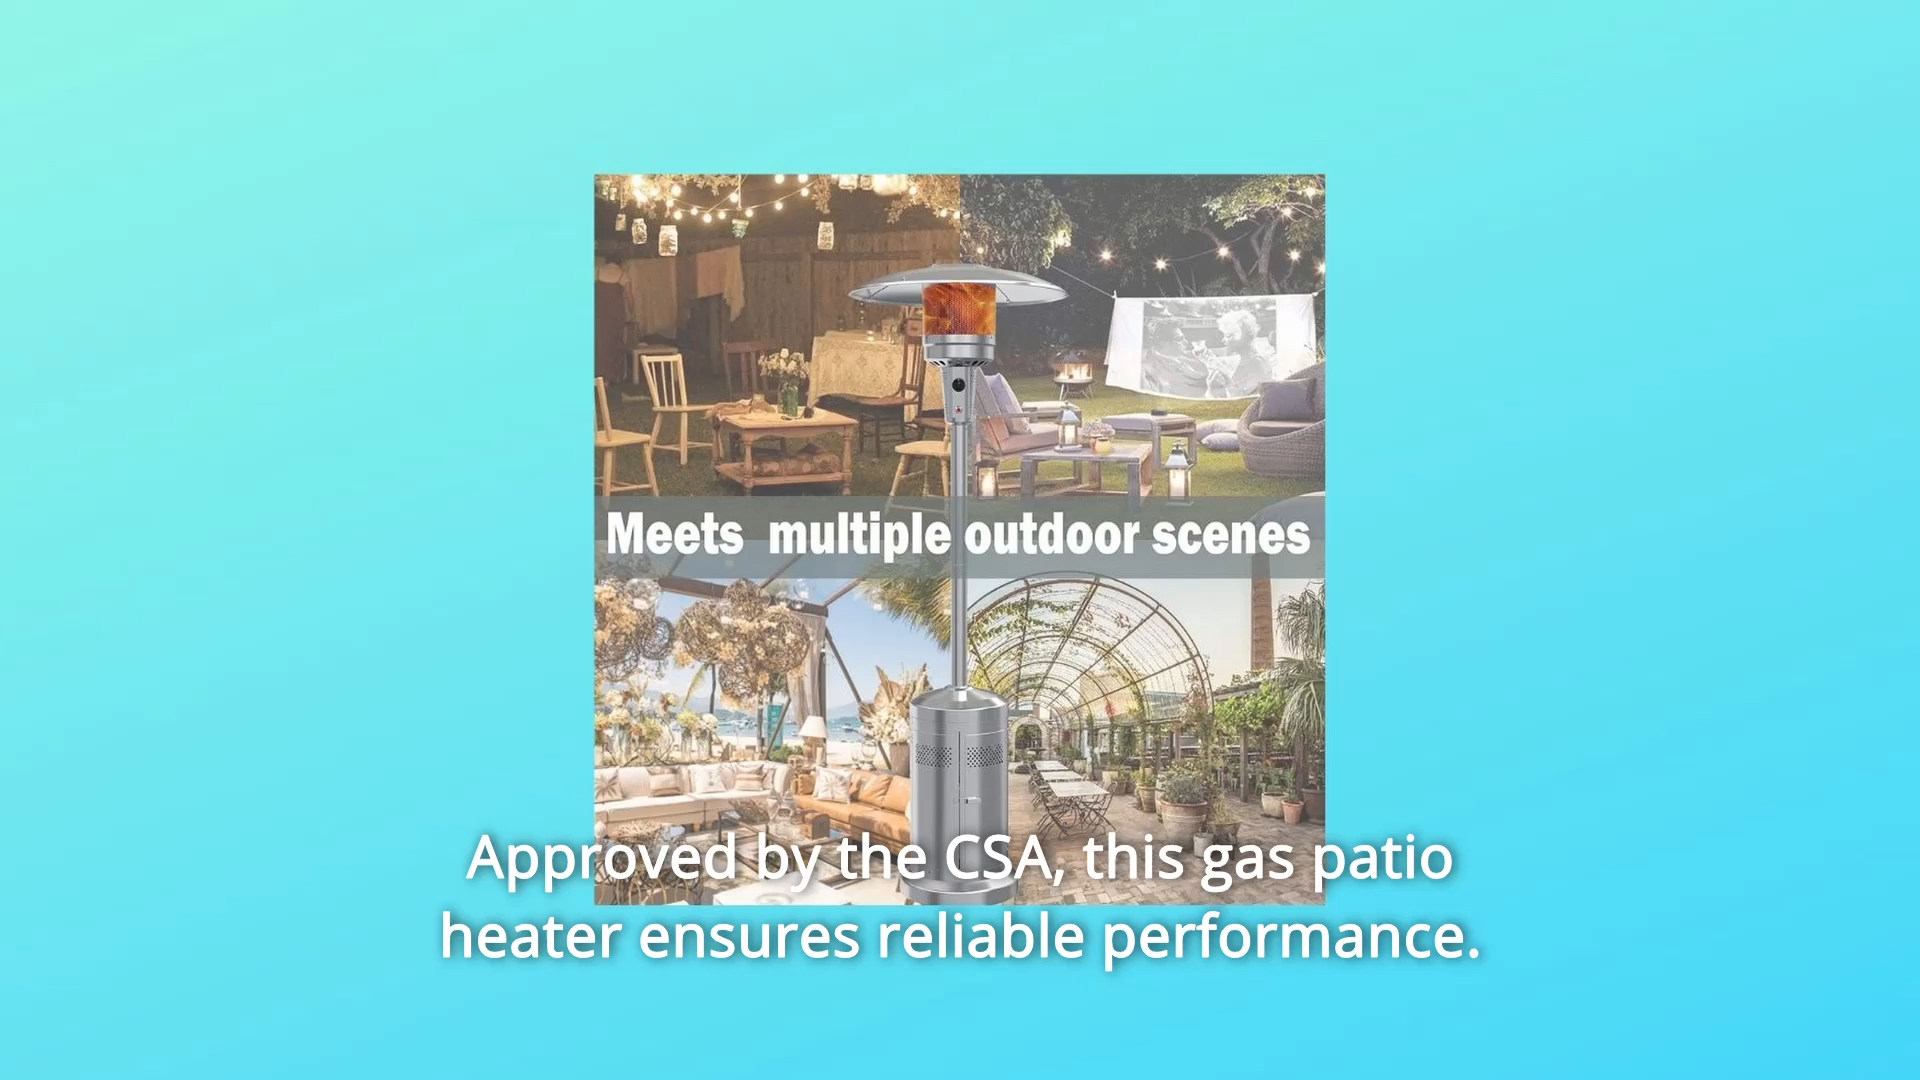 Meets multiple outdoor scenes
Approved by the CSA, this gas patio
heater ensures reliable performance.